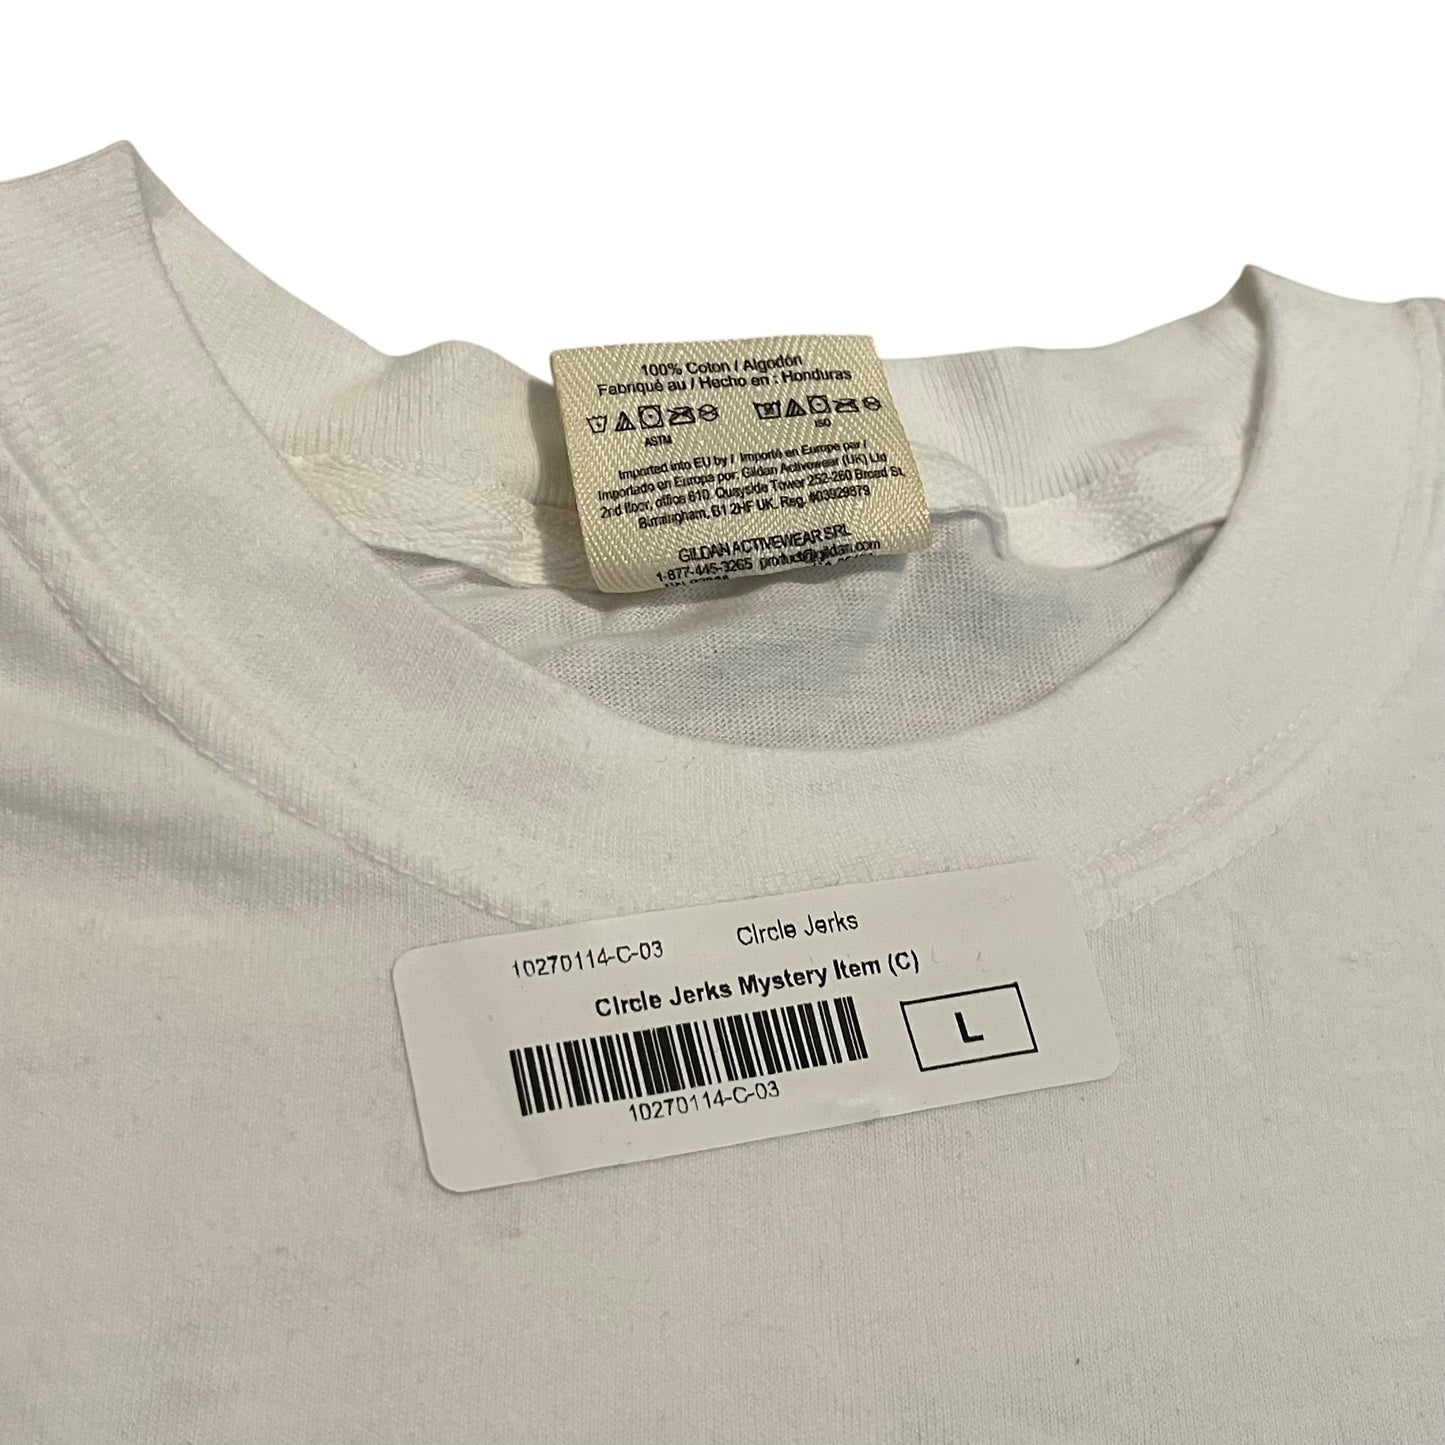 100% Coton / Algodón
Fabriqué au / Hecho en : Honduras
ASTM
ISO
Imported into EU by / Importé en Europe par /
Importado en Europa por: Gildan Activewear (UK) Ltd
2nd floor, office 610, Quayside Tower 252-260 Broad St,
Birmingham, B1 2HF UK, Reg. #03929879
GILDAN ACTIVEWEAR SRL
1-877-445-3265 product@gildan.com
10270114-C-03 CIrcle Jerks
CIrcle Jerks Mystery Item (C)
L
10270114-C-03